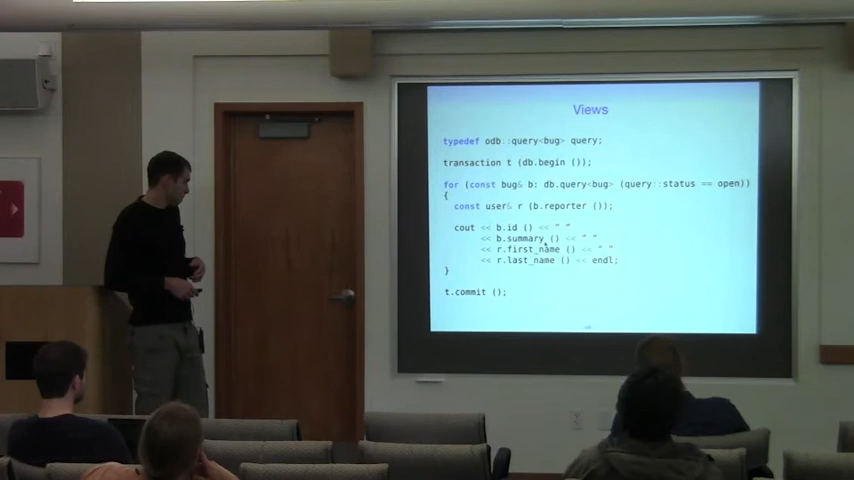 Views
typedef odb::query<bug> query;
transaction t (db.begin ());
for (const bug& b: db.query<bug> (query::status == open))
{
const user& r (b.reporter ());
cout << b.id () << " "
<< b.summary () << " "
<< r.first_name () << " "
<< r.last_name () << endl;
}
t.commit ();